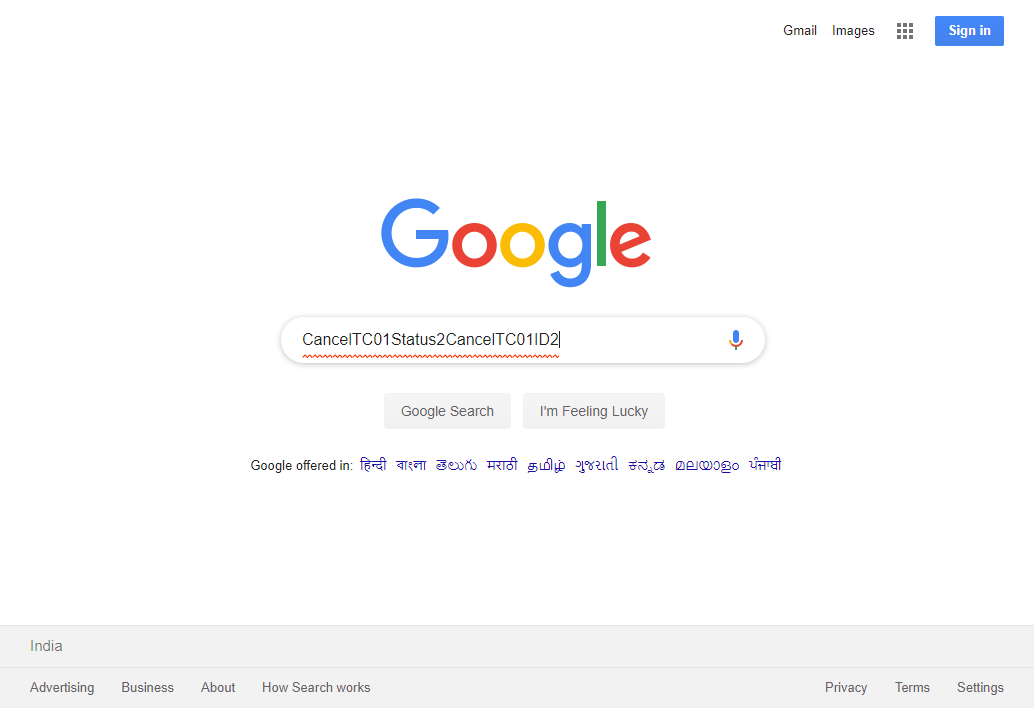 Gmail Images Sign in
Google
CancelTC01Status2CancelTC01ID2
Google Search I'm Feeling Lucky
Google offered in: हिन्दी বাংলা తెలుగు मराठी தமிழ் ગુજરાતી ಕನ್ನಡ മലയാളം ਪੰਜਾਬੀ
India
Advertising Business About How Search works Privacy Terms Settings